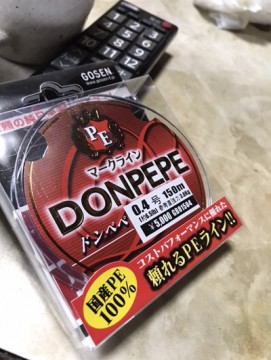 GOSEN
PE
マークライン
DONPEPE
ドンペペ
0.4号 150m
¥5,000
コストパフォーマンスに優れた
頼れるPEライン!!
国産PE
100%